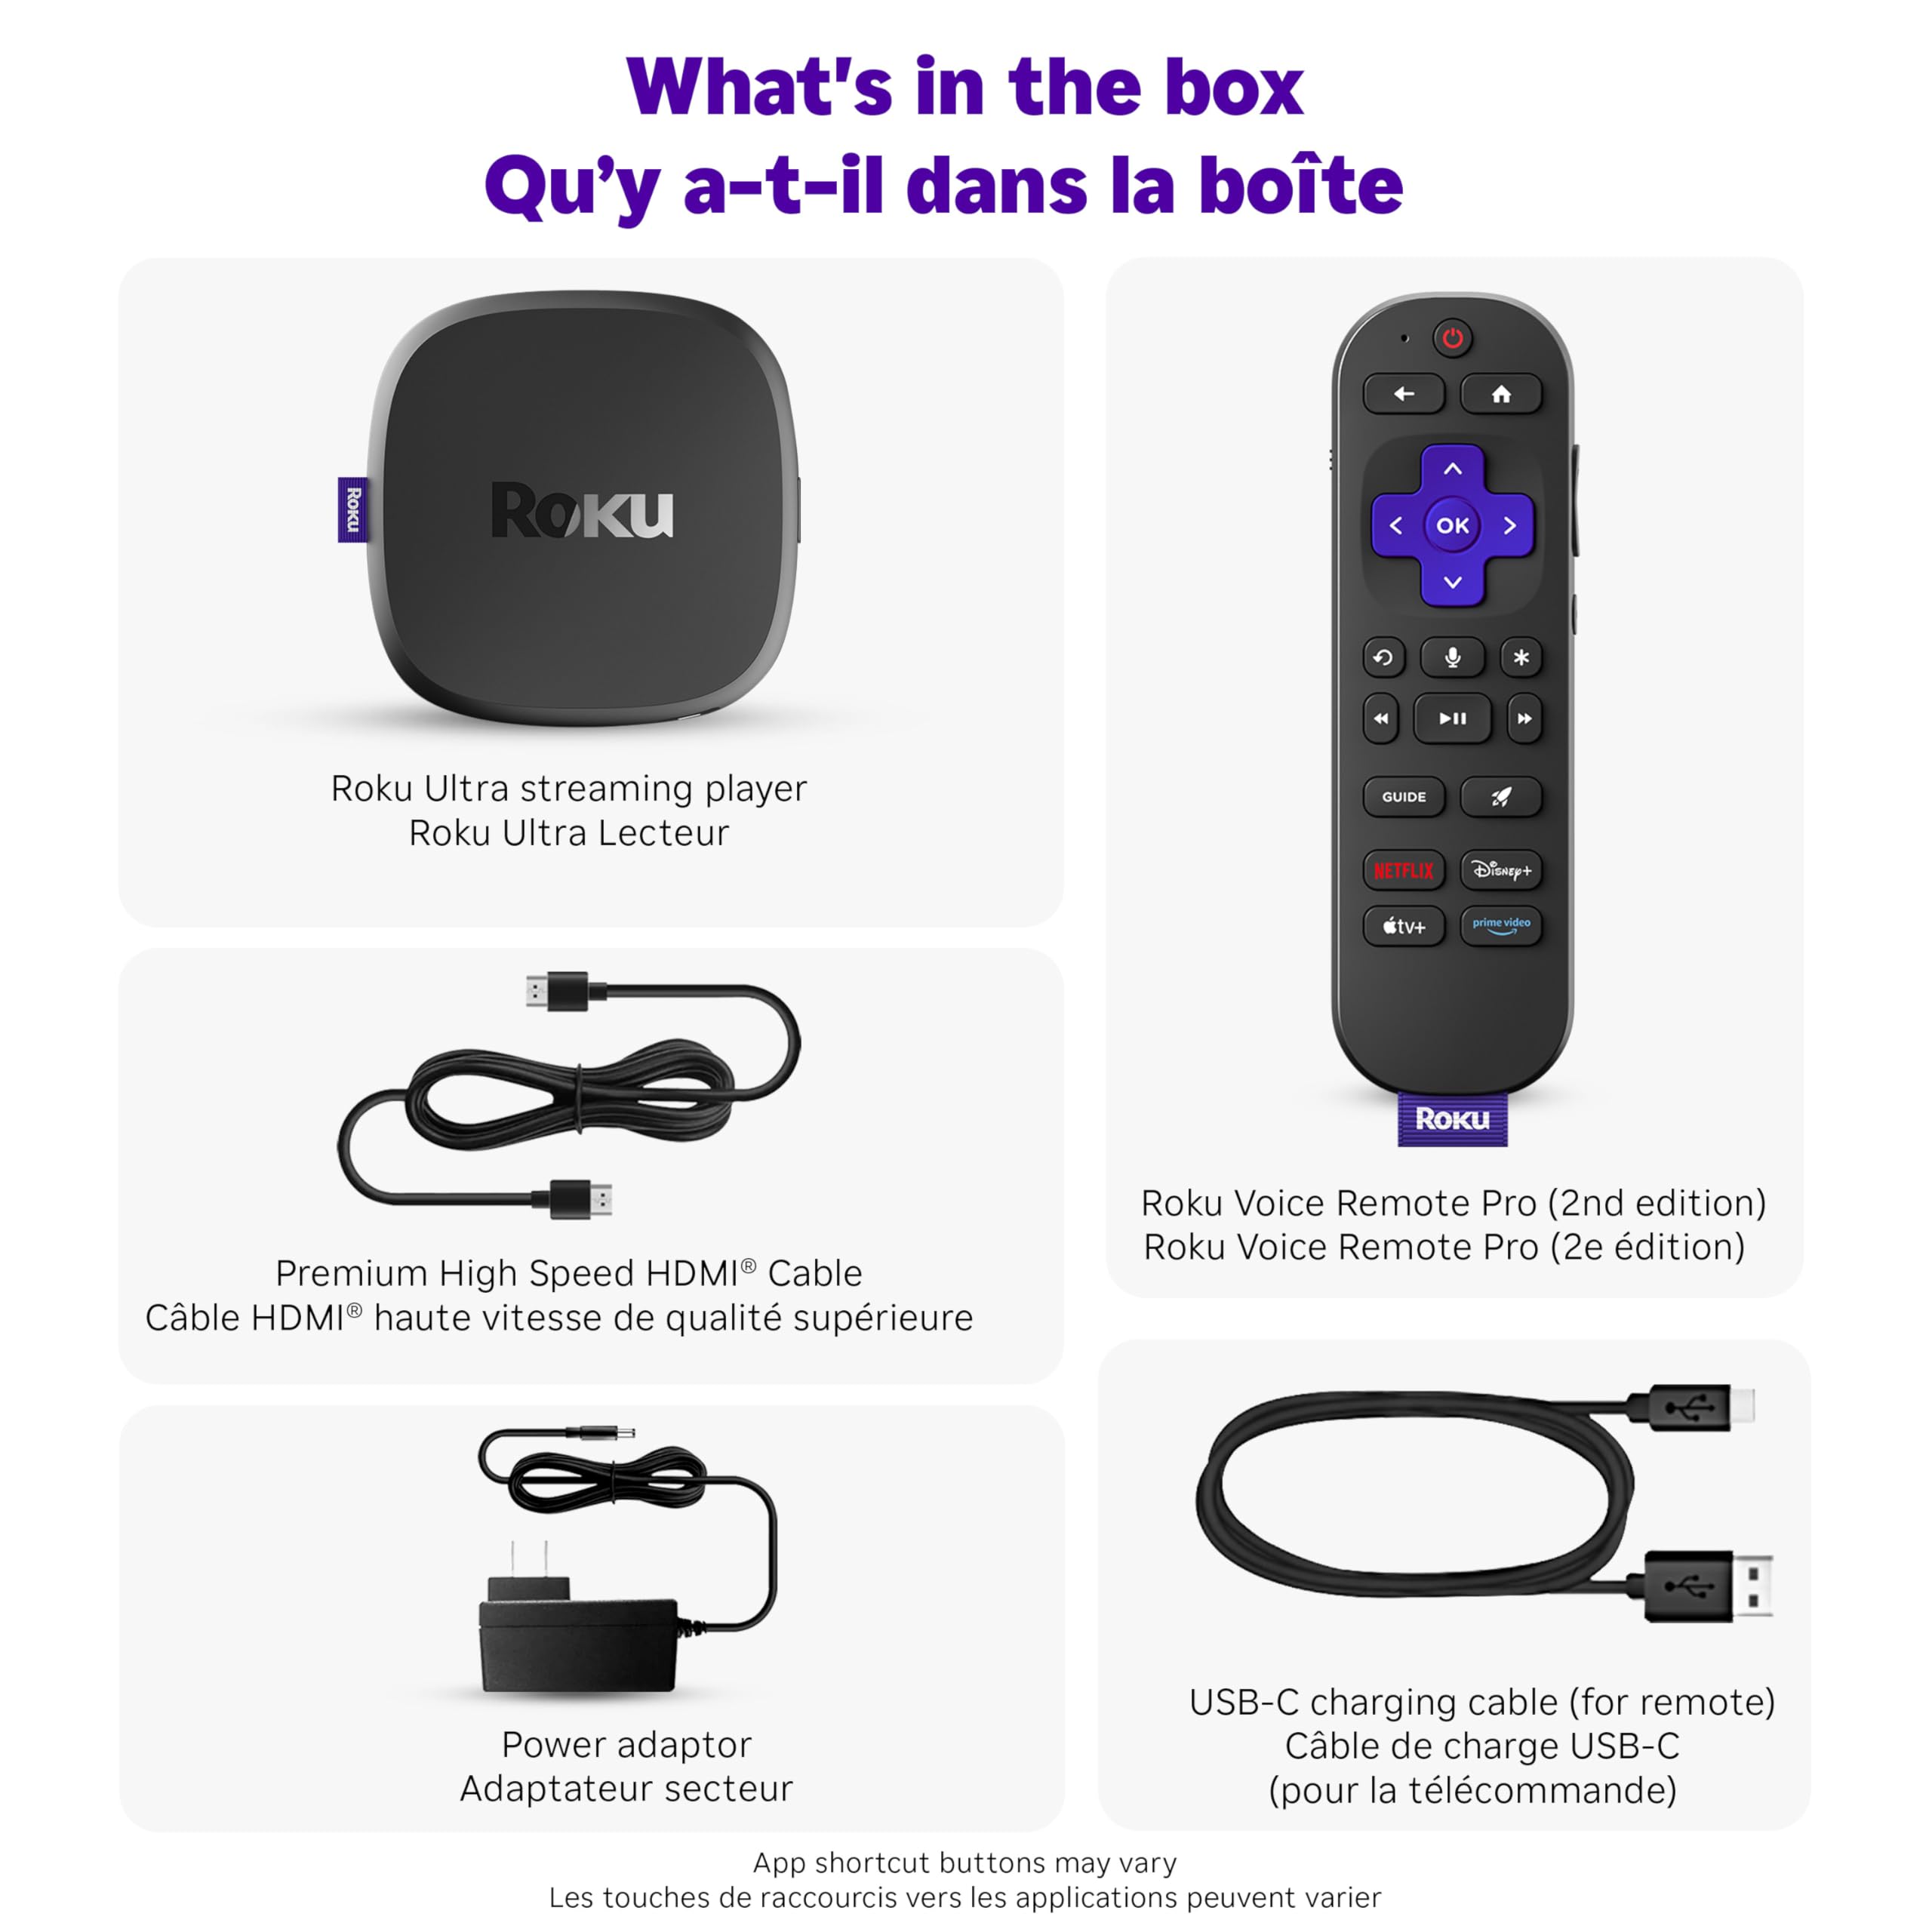 What's in the box
Qu’y a-t-il dans la boîte
Roku
Roku
Roku Ultra streaming player
Roku Ultra Lecteur
OK
GUIDE
NETFLIX
Disney+
tv+
prime video
Roku
Roku Voice Remote Pro (2nd edition)
Roku Voice Remote Pro (2e édition)
Premium High Speed HDMI® Cable
Câble HDMI® haute vitesse de qualité supérieure
Power adaptor
Adaptateur secteur
USB-C charging cable (for remote)
Câble de charge USB-C
(pour la télécommande)
App shortcut buttons may vary
Les touches de raccourcis vers les applications peuvent varier